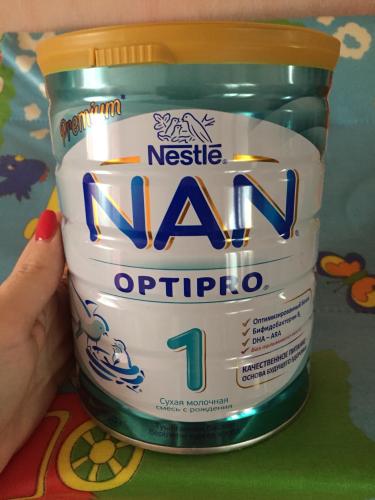 Premium
Nestlé
NAN
OPTIPRO
1
Оптимизированный белок
Бифидобактерии BL
DHA – ARA
КАЧЕСТВЕННОЕ ПИТАНИЕ:
ОСНОВА БУДУЩЕГО ЗДОРОВЬЯ
Сухая молочная
смесь с рождения